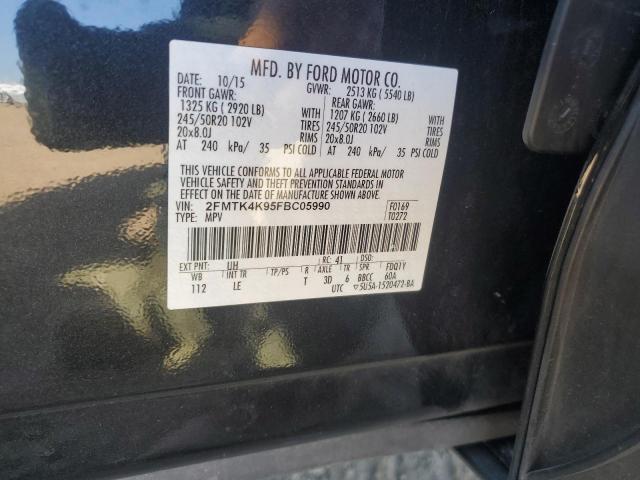 MFD. BY FORD MOTOR CO.
DATE: 10/15 GVWR: 2513 KG ( 5540 LB)
FRONT GAWR: REAR GAWR:
1325 KG ( 2920 LB) WITH 1207 KG ( 2660 LB) WITH
245/50R20 102V TIRES 245/50R20 102V TIRES
20x8.0J RIMS 20x8.0J RIMS
AT 240 kPa/ 35 PSI COLD AT 240 kPa/ 35 PSI COLD
THIS VEHICLE CONFORMS TO ALL APPLICABLE FEDERAL MOTOR
VEHICLE SAFETY AND BUMPER STANDARDS IN
EFFECT ON THE DATE OF MANUFACTURE SHOWN ABOVE.
VIN: 2FMTK4K95FBC05990 F0169
TYPE: MPV T0272
EXT PNT: UH RC: 41 DSO: FDQ1Y
WB INT TR TP/PS R AXLE TR SPR
112 LE T 3D 6 BBCC 60A
UTC ▽5U5A-1520472-BA